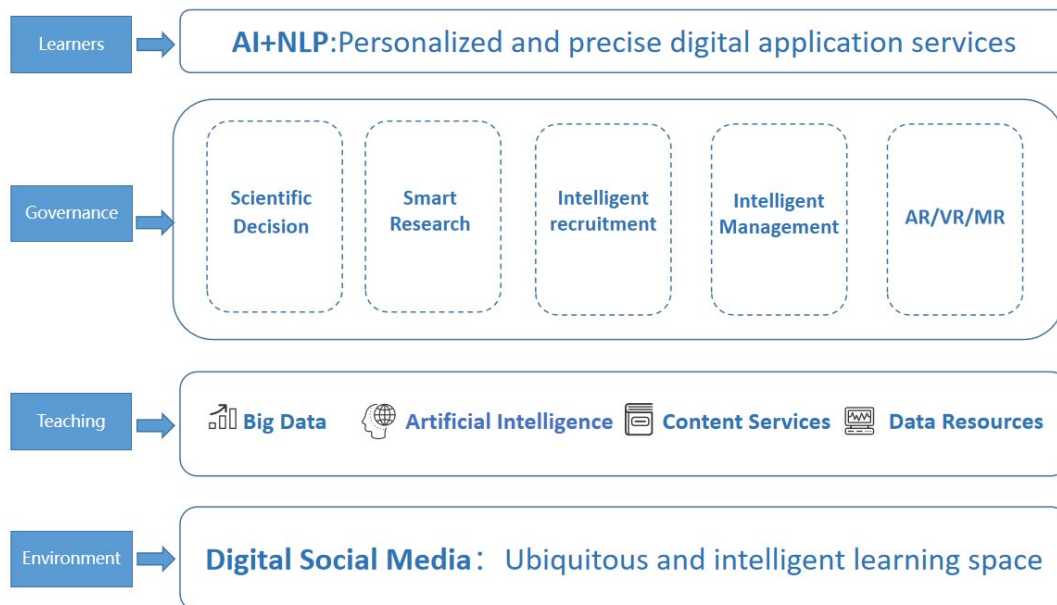 Learners
AI+NLP:Personalized and precise digital application services
Governance
Scientific
Decision
Smart
Research
Intelligent
recruitment
Intelligent
Management
AR/VR/MR
Teaching
Big Data
Artificial Intelligence
Content Services
Data Resources
Environment
Digital Social Media： Ubiquitous and intelligent learning space